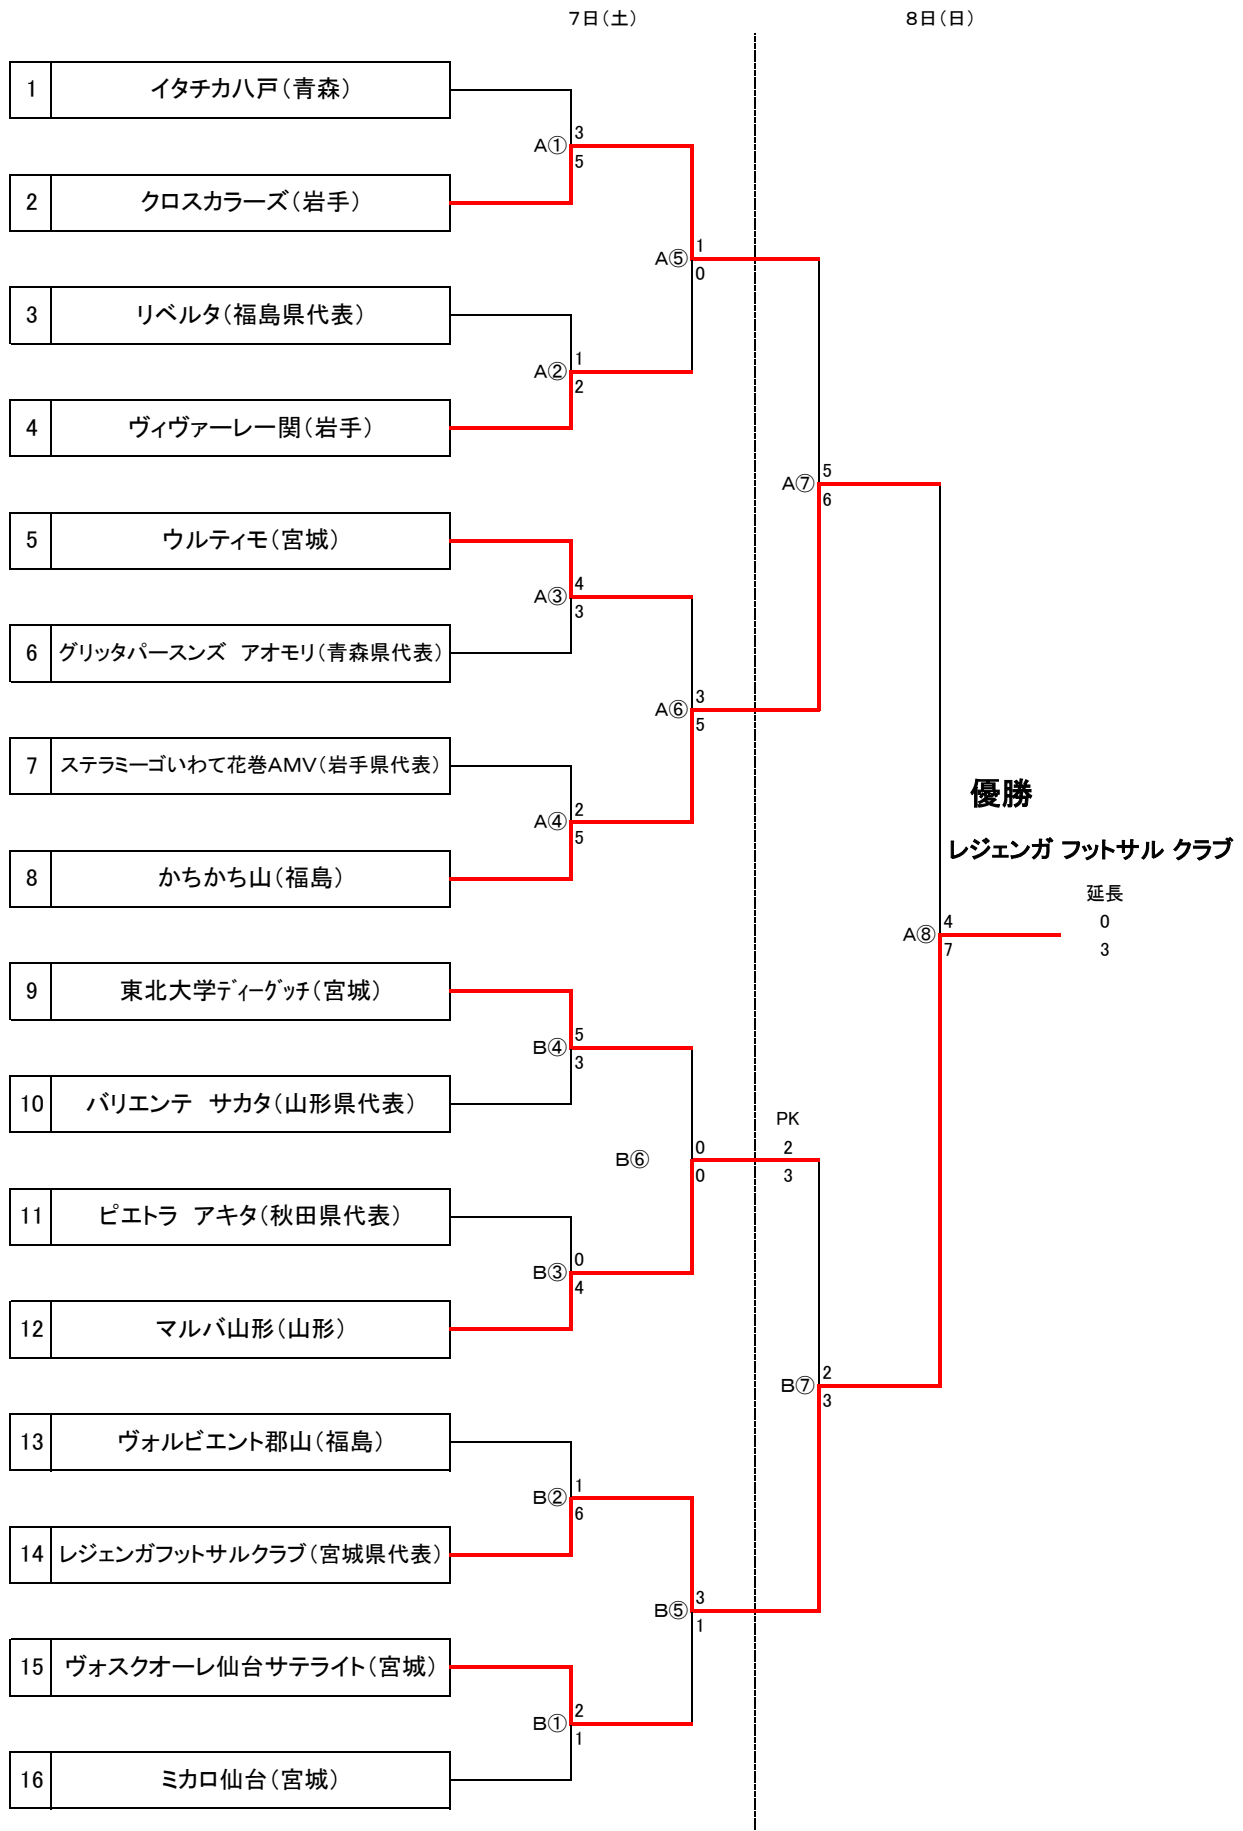 7日(土)
8日(日)
1 イタチカ八戸(青森)
3
A①
5
2 クロスカラーズ(岩手)
1
A⑤
0
3 リベルタ(福島県代表)
1
A②
2
4 ヴィヴァーレ一関(岩手)
5
A⑦
6
5 ウルティモ(宮城)
4
A③
3
6 グリッタパースンズ アオモリ(青森県代表)
3
A⑥
5
7 ステラミーゴいわて花巻AMV(岩手県代表)
2
A④
5
8 かちかち山(福島)
優勝
レジェンガ フットサル クラブ
延長
4 0
A⑧
7 3
9 東北大学ディーグッチ(宮城)
5
B④
3
10 バリエンテ サカタ(山形県代表)
PK
0 2
B⑥
0 3
11 ピエトラ アキタ(秋田県代表)
0
B③
4
12 マルバ山形(山形)
2
B⑦
3
13 ヴォルビエント郡山(福島)
1
B②
6
14 レジェンガフットサルクラブ(宮城県代表)
3
B⑤
1
15 ヴォスクオーレ仙台サテライト(宮城)
2
B①
1
16 ミカロ仙台(宮城)